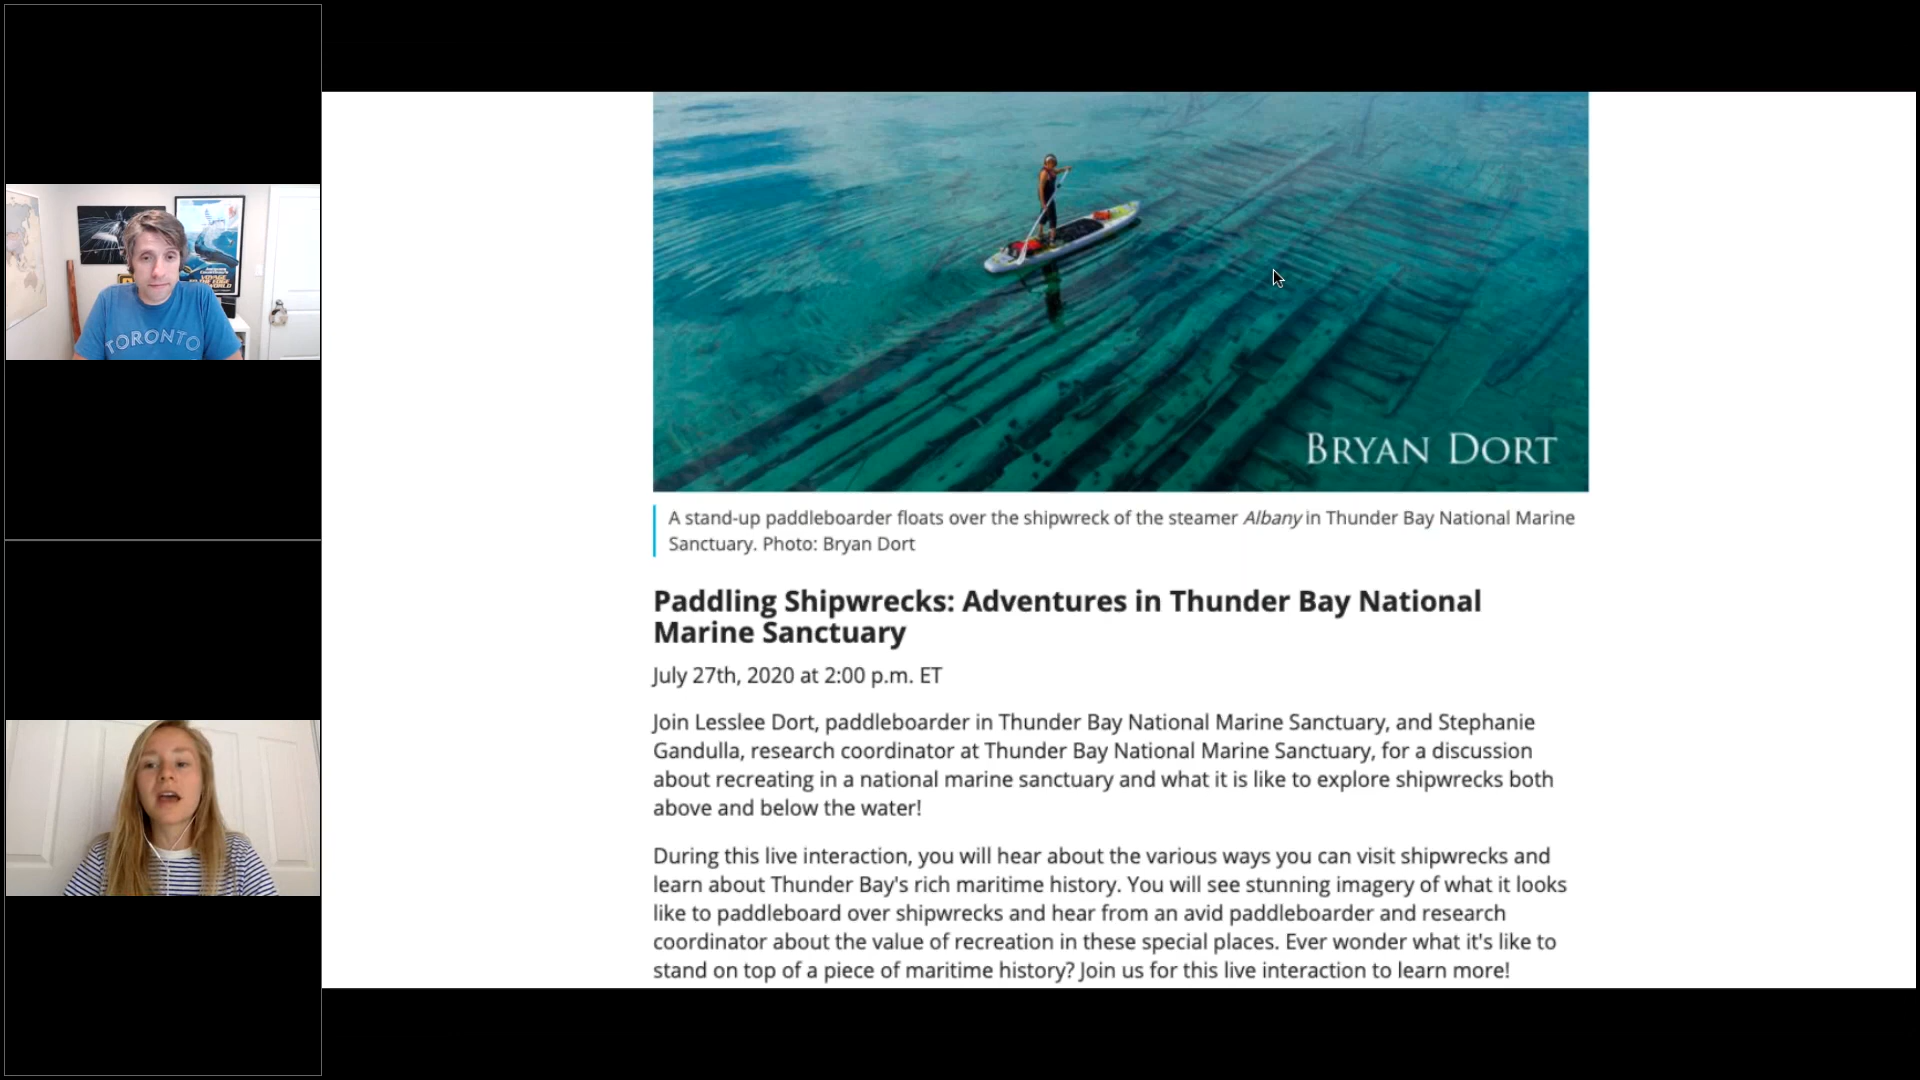 TORONTO
VOYAGE
TO THE EDGE
WORLD
BRYAN DORT
A stand-up paddleboarder floats over the shipwreck of the steamer Albany in Thunder Bay National Marine
Sanctuary. Photo: Bryan Dort
Paddling Shipwrecks: Adventures in Thunder Bay National
Marine Sanctuary
July 27th, 2020 at 2:00 p.m. ET
Join Lesslee Dort, paddleboarder in Thunder Bay National Marine Sanctuary, and Stephanie
Gandulla, research coordinator at Thunder Bay National Marine Sanctuary, for a discussion
about recreating in a national marine sanctuary and what it is like to explore shipwrecks both
above and below the water!
During this live interaction, you will hear about the various ways you can visit shipwrecks and
learn about Thunder Bay's rich maritime history. You will see stunning imagery of what it looks
like to paddleboard over shipwrecks and hear from an avid paddleboarder and research
coordinator about the value of recreation in these special places. Ever wonder what it's like to
stand on top of a piece of maritime history? Join us for this live interaction to learn more!